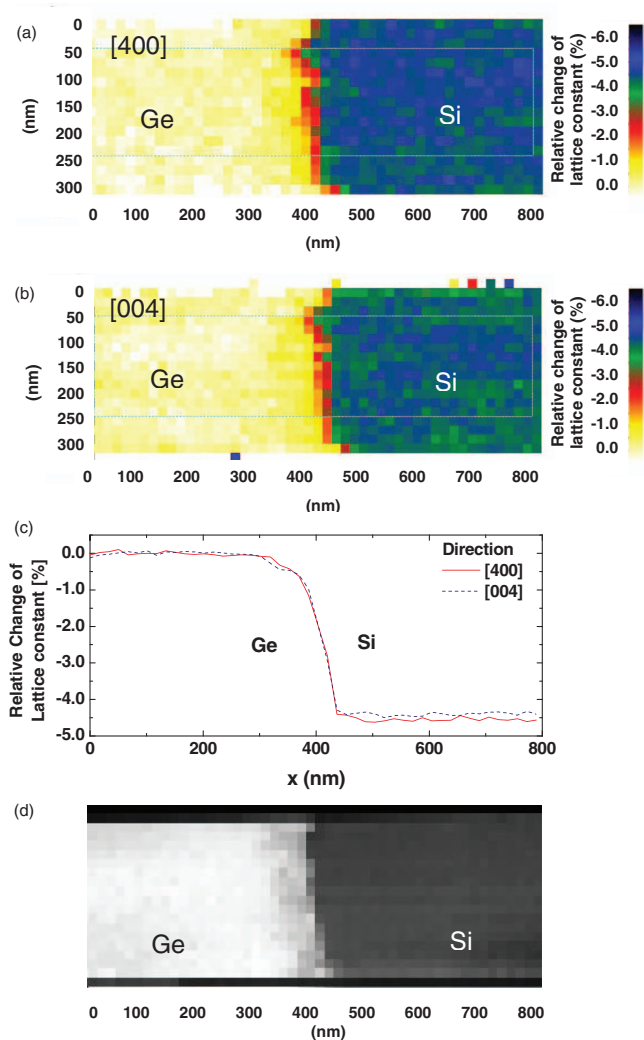 (a)
[400]
Ge
Si
(nm)
0
50
100
150
200
250
300
0 100 200 300 400 500 600 700 800
(nm)
Relative change of
lattice constant (%)
-6.0
-5.0
-4.0
-3.0
-2.0
-1.0
0.0
(b)
[004]
Ge
Si
(nm)
0
50
100
150
200
250
300
0 100 200 300 400 500 600 700 800
(nm)
Relative change of
lattice constant (%)
-6.0
-5.0
-4.0
-3.0
-2.0
-1.0
0.0
(c)
Relative Change of
Lattice constant [%]
0.0
-1.0
-2.0
-3.0
-4.0
-5.0
Direction
[400]
[004]
Ge
Si
0 200 400 600 800
x (nm)
(d)
Ge
Si
0 100 200 300 400 500 600 700 800
(nm)